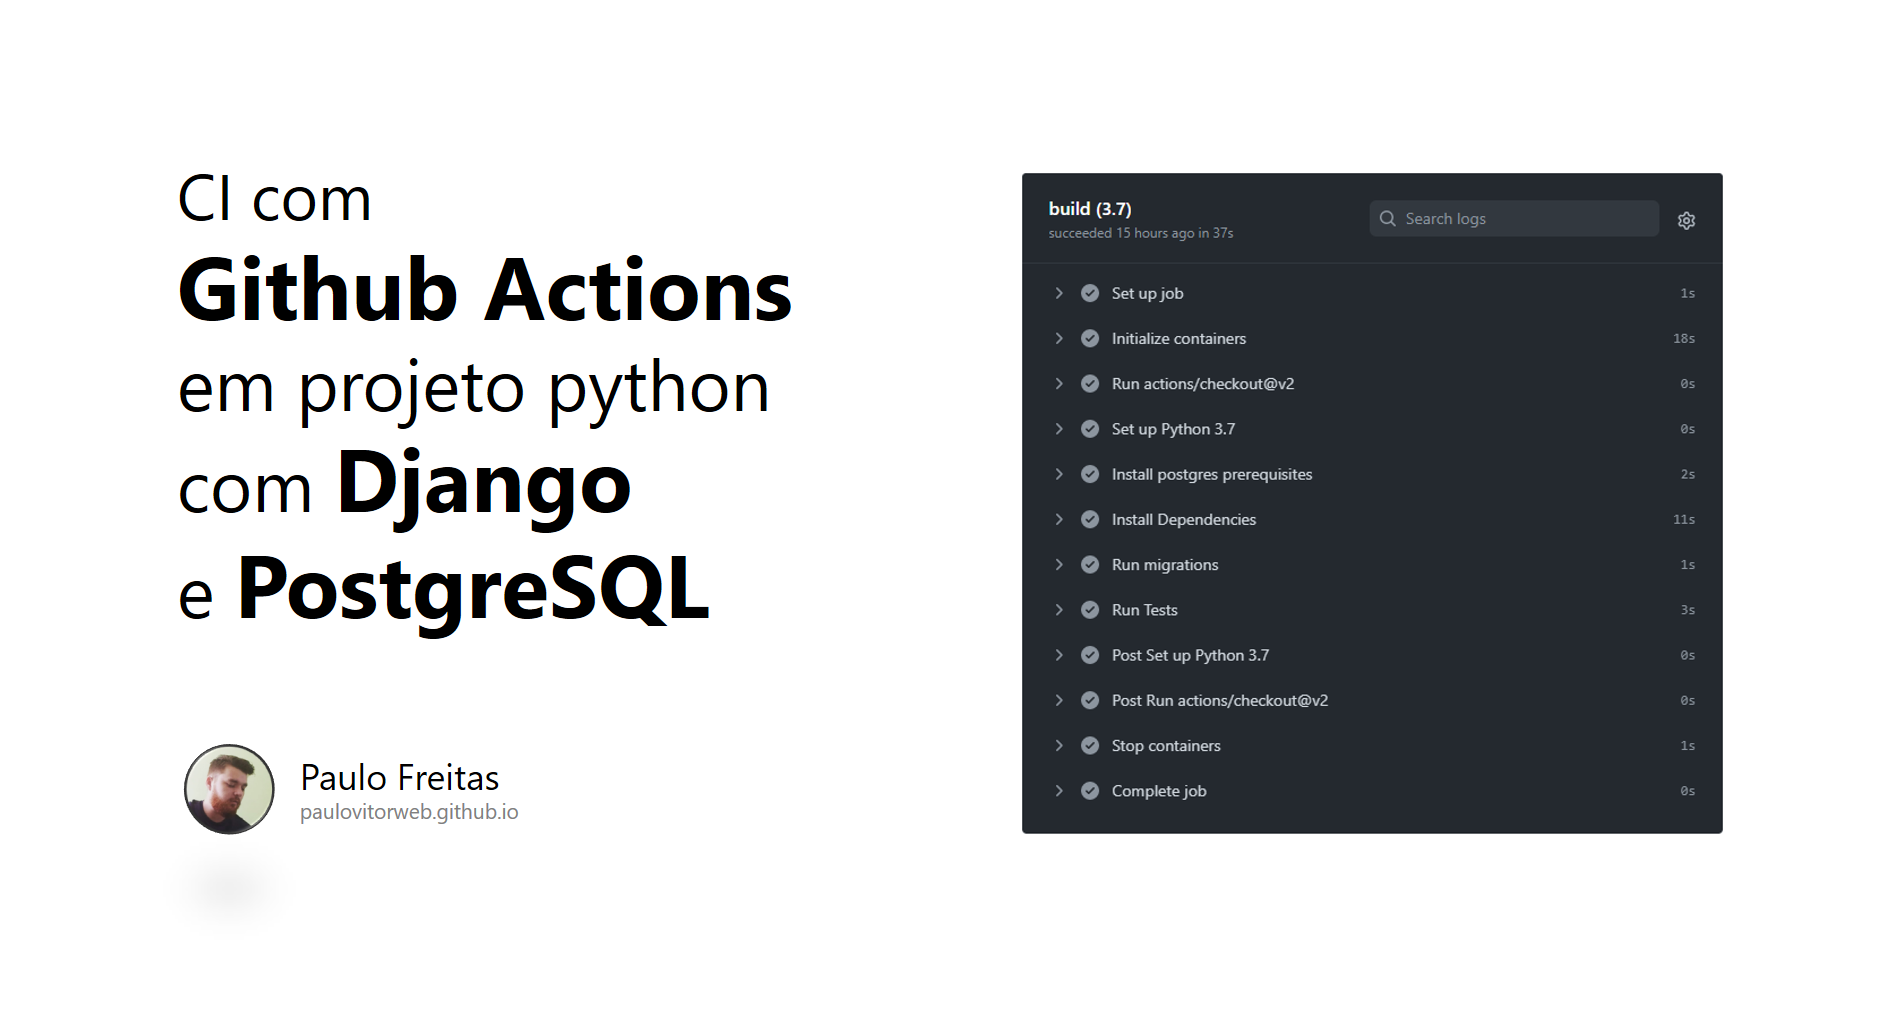 CI com
Github Actions
em projeto python
com Django
e PostgreSQL
Paulo Freitas
paulovitorweb.github.io
build (3.7)
succeeded 15 hours ago in 37s
Search logs
Set up job 1s
Initialize containers 18s
Run actions/checkout@v2 0s
Set up Python 3.7 0s
Install postgres prerequisites 2s
Install Dependencies 11s
Run migrations 1s
Run Tests 3s
Post Set up Python 3.7 0s
Post Run actions/checkout@v2 0s
Stop containers 1s
Complete job 0s